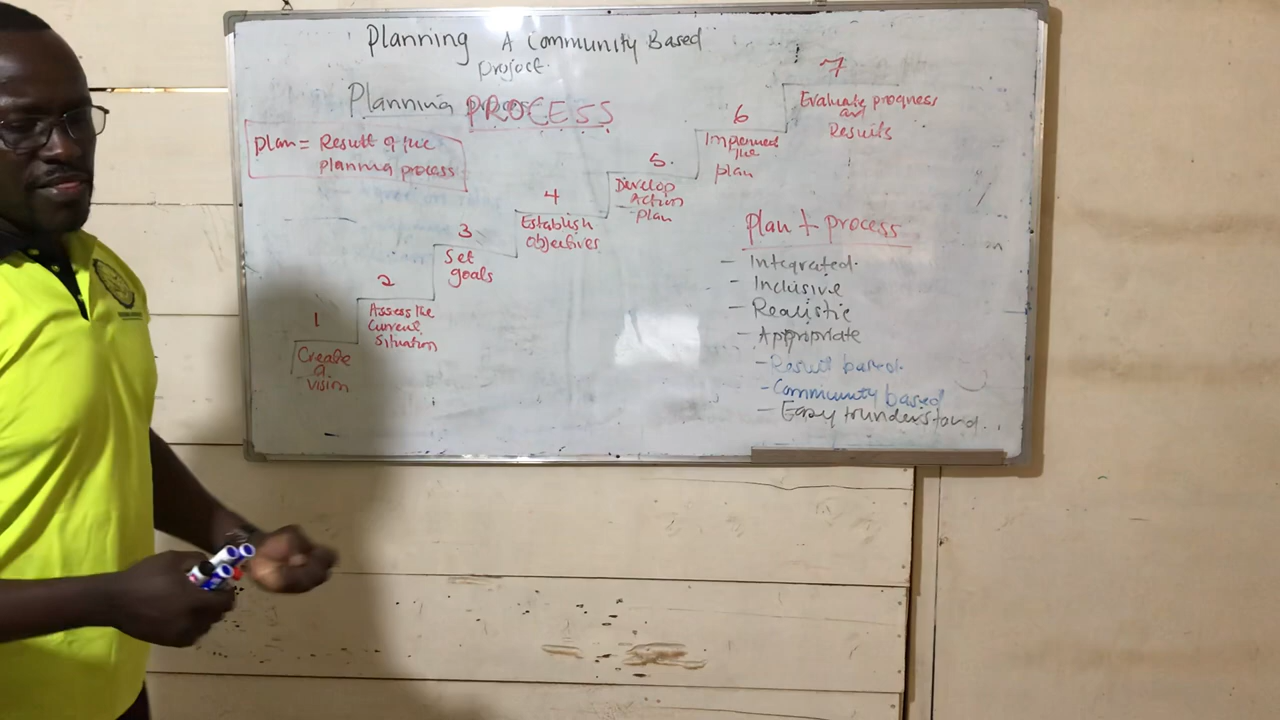 Planning A Community Based
project.
Planning PROCESS
plan = Result of the
planning process
1
Create
a
vision
2
Assess the
Current
Situation
3
Set
goals
4
Establish
objectives
5.
Develop
Action
plan
6
Implement
the
plan
7
Evaluate progress
and
Results
plan + process
- Integrated.
- Inclusive
- Realistic
- Appropriate
- Result based.
- Community based
- Easy to understand.